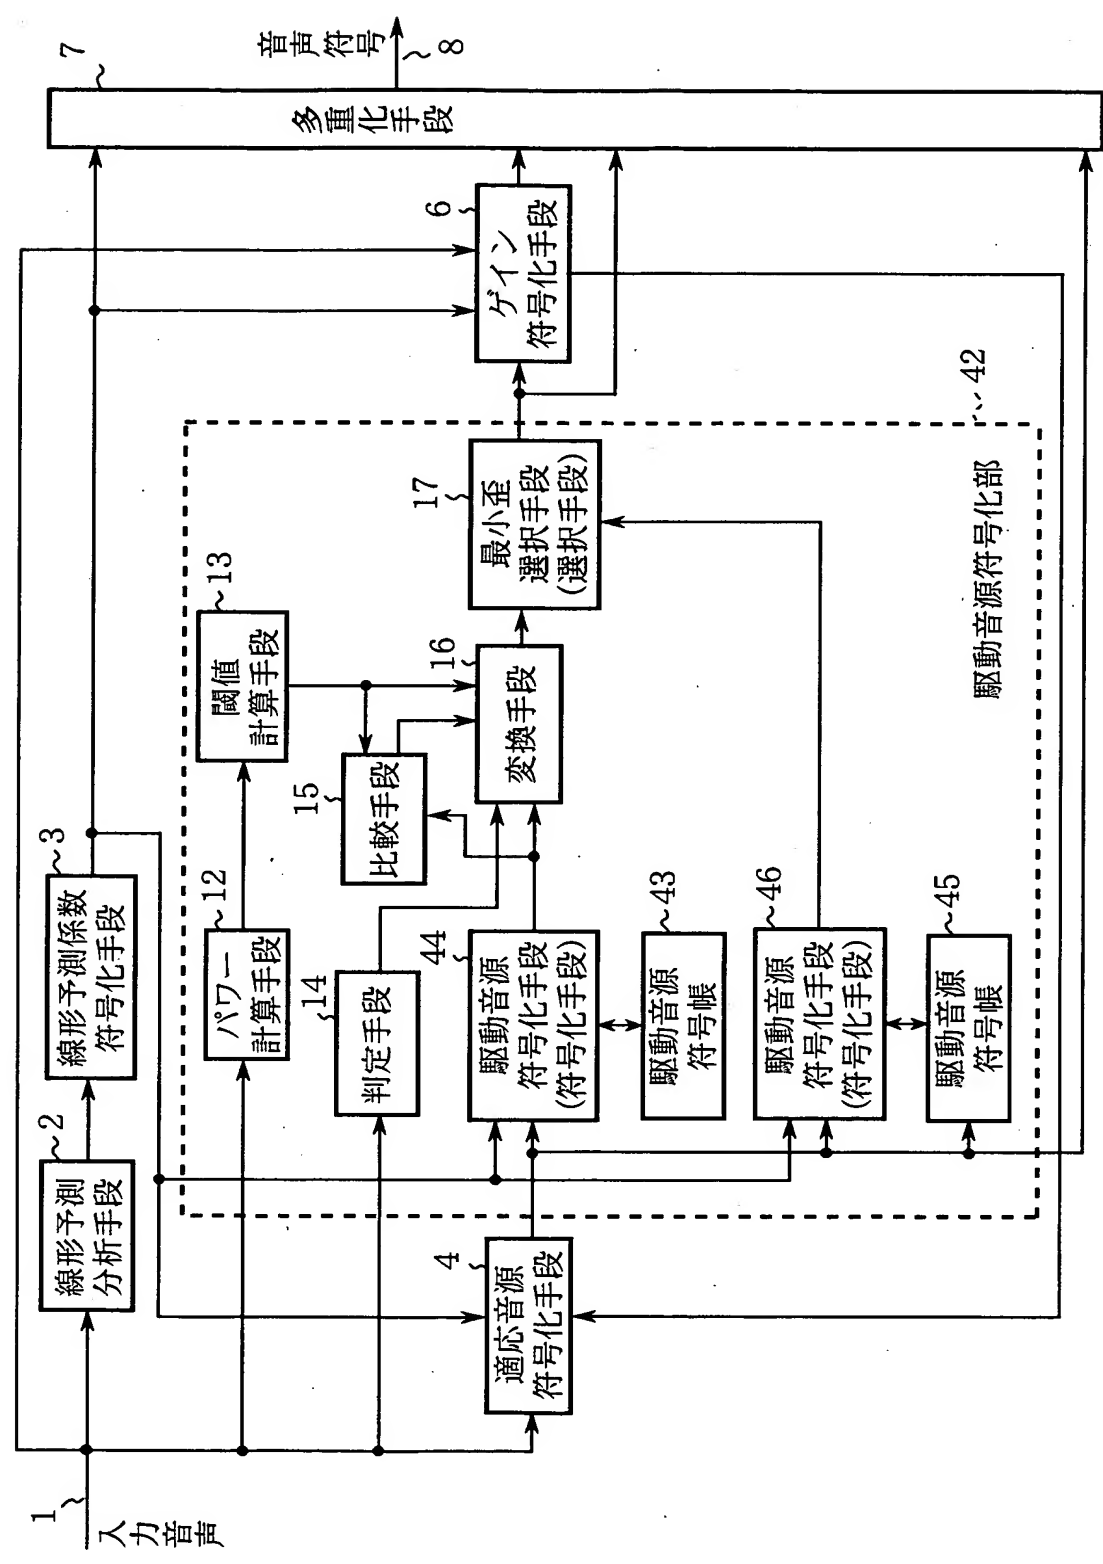 1
入力音声
2
線形予測
分析手段
3
線形予測係数
符号化手段
7
多重化手段
音声符号
8
12
パワー
計算手段
13
閾値
計算手段
14
判定手段
15
比較手段
16
変換手段
17
最小歪
選択手段
(選択手段)
6
ゲイン
符号化手段
4
適応音源
符号化手段
44
駆動音源
符号化手段
(符号化手段)
43
駆動音源
符号帳
46
駆動音源
符号化手段
(符号化手段)
45
駆動音源
符号帳
駆動音源符号化部
42